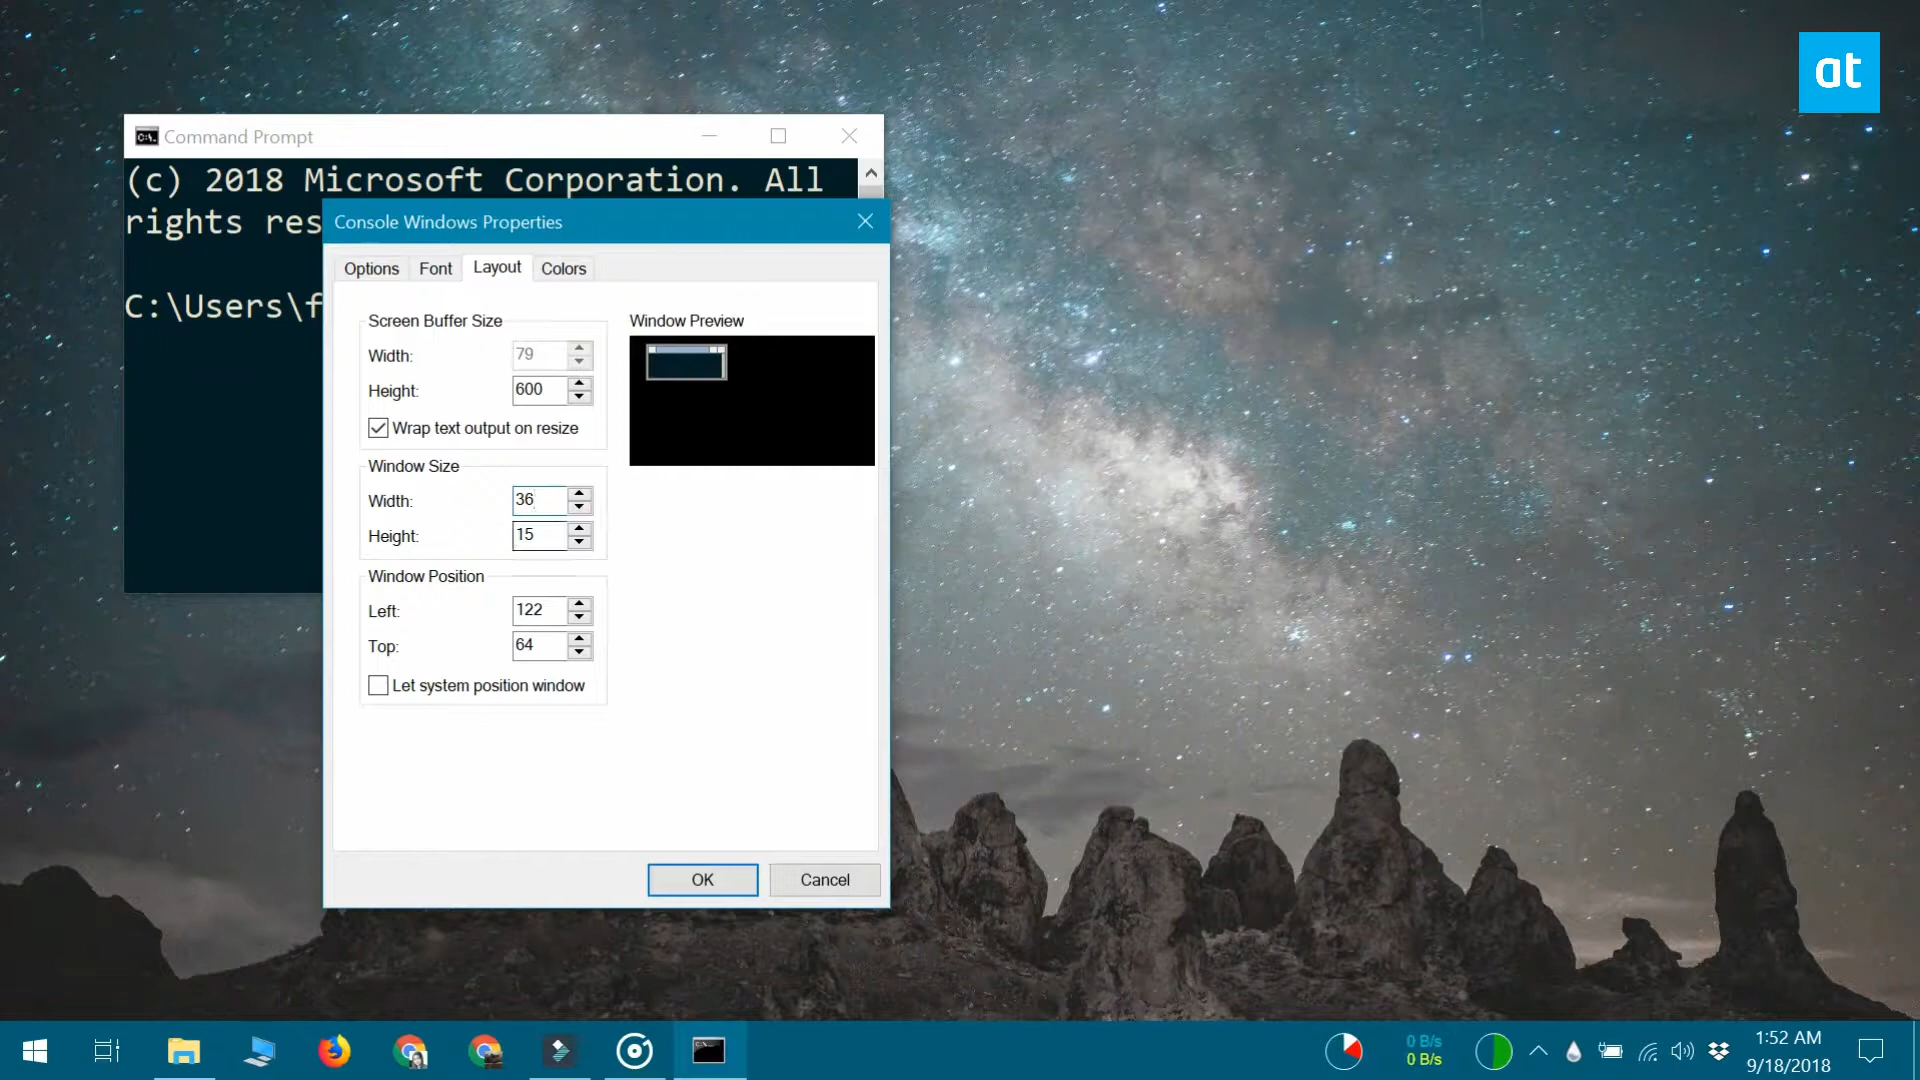 at
Command Prompt
(c) 2018 Microsoft Corporation. All
rights res
C:\Users\f
Console Windows Properties
Options Font Layout Colors
Screen Buffer Size
Width: 79
Height: 600
Wrap text output on resize
Window Size
Width: 36
Height: 15
Window Position
Left: 122
Top: 64
Let system position window
Window Preview
OK Cancel
0 B/s
0 B/s
1:52 AM
9/18/2018